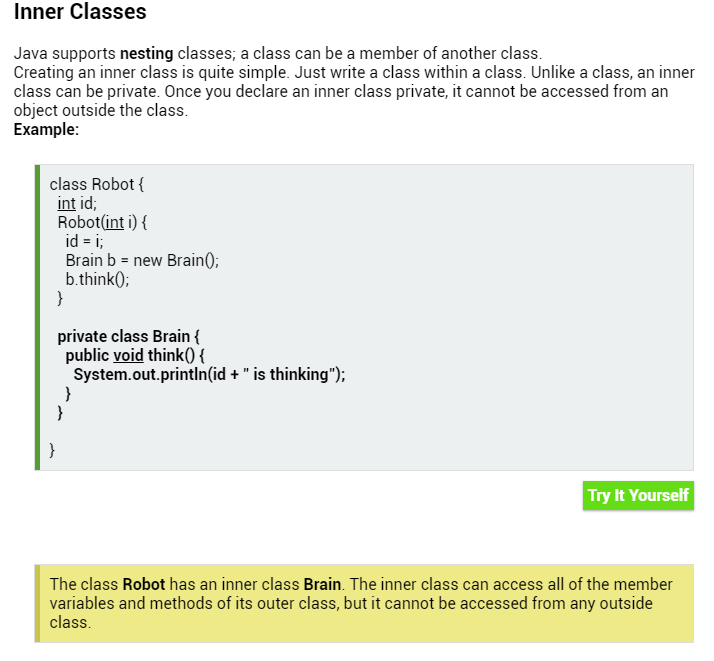 Inner Classes
Java supports nesting classes; a class can be a member of another class.
Creating an inner class is quite simple. Just write a class within a class. Unlike a class, an inner
class can be private. Once you declare an inner class private, it cannot be accessed from an
object outside the class.
Example:
class Robot {
int id;
Robot(int i) {
id = i;
Brain b = new Brain();
b.think();
}
private class Brain {
public void think() {
System.out.println(id + " is thinking");
}
}
}
Try It Yourself
The class Robot has an inner class Brain. The inner class can access all of the member
variables and methods of its outer class, but it cannot be accessed from any outside
class.